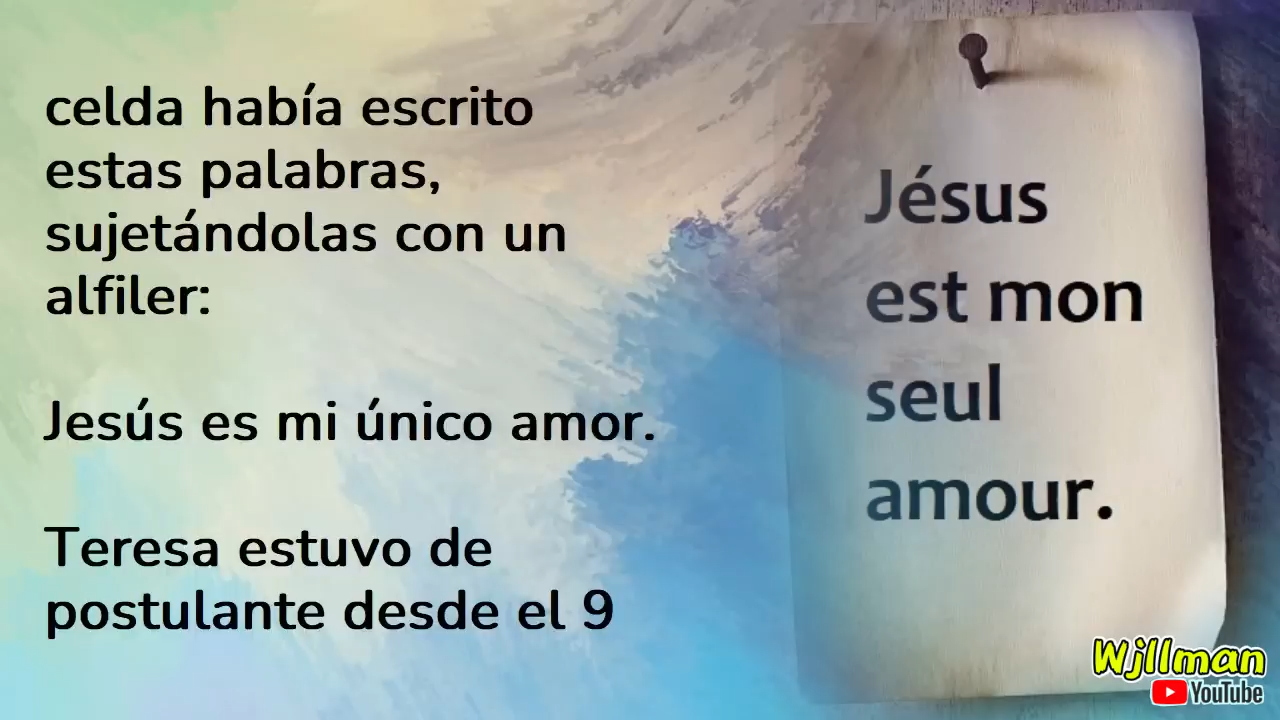 celda había escrito
estas palabras,
sujetándolas con un
alfiler:
Jesús es mi único amor.
Teresa estuvo de
postulante desde el 9
Jésus
est mon
seul
amour.
Wjllman
YouTube